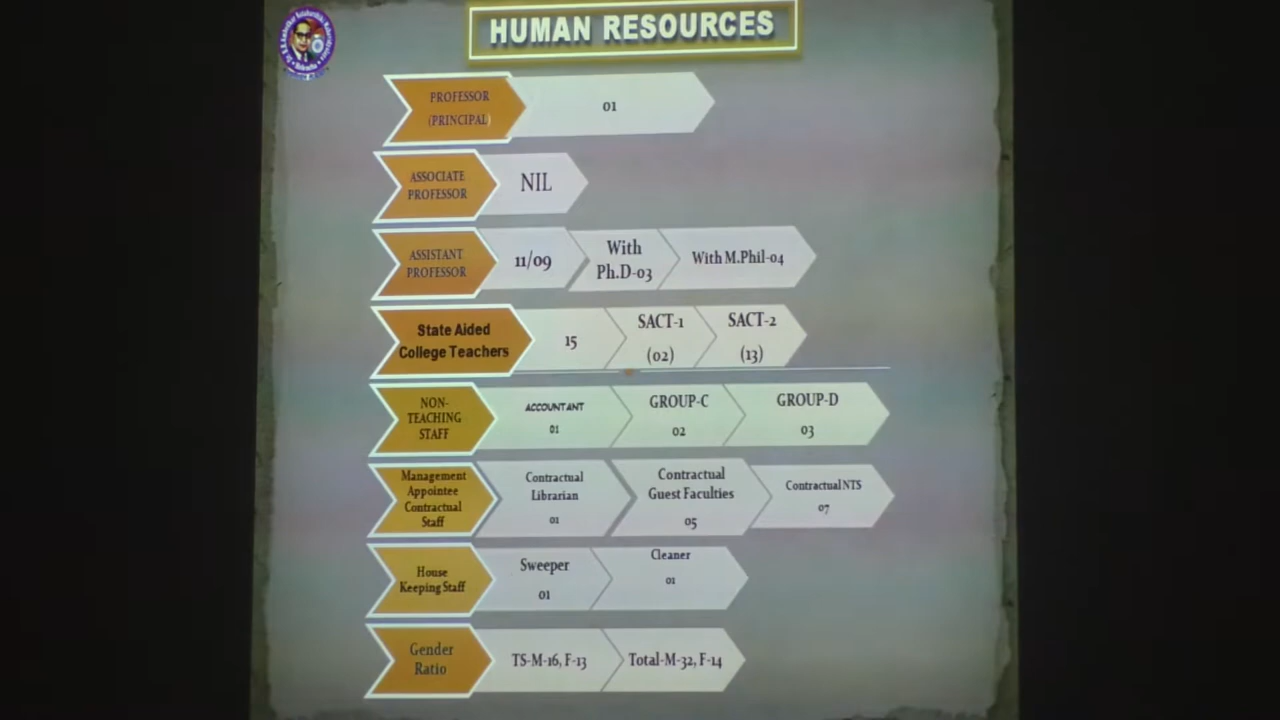 HUMAN RESOURCES
PROFESSOR
(PRINCIPAL)
01
ASSOCIATE
PROFESSOR
NIL
ASSISTANT
PROFESSOR
11/09
With
Ph.D-03
With M.Phil-04
State Aided
College Teachers
15
SACT-1
(02)
SACT-2
(13)
NON-
TEACHING
STAFF
ACCOUNTANT
01
GROUP-C
02
GROUP-D
03
Management
Appointee
Contractual
Staff
Contractual
Librarian
01
Contractual
Guest Faculties
05
Contractual NTS
07
House
Keeping Staff
Sweeper
01
Cleaner
01
Gender
Ratio
TS-M-16, F-13
Total-M-32, F-14